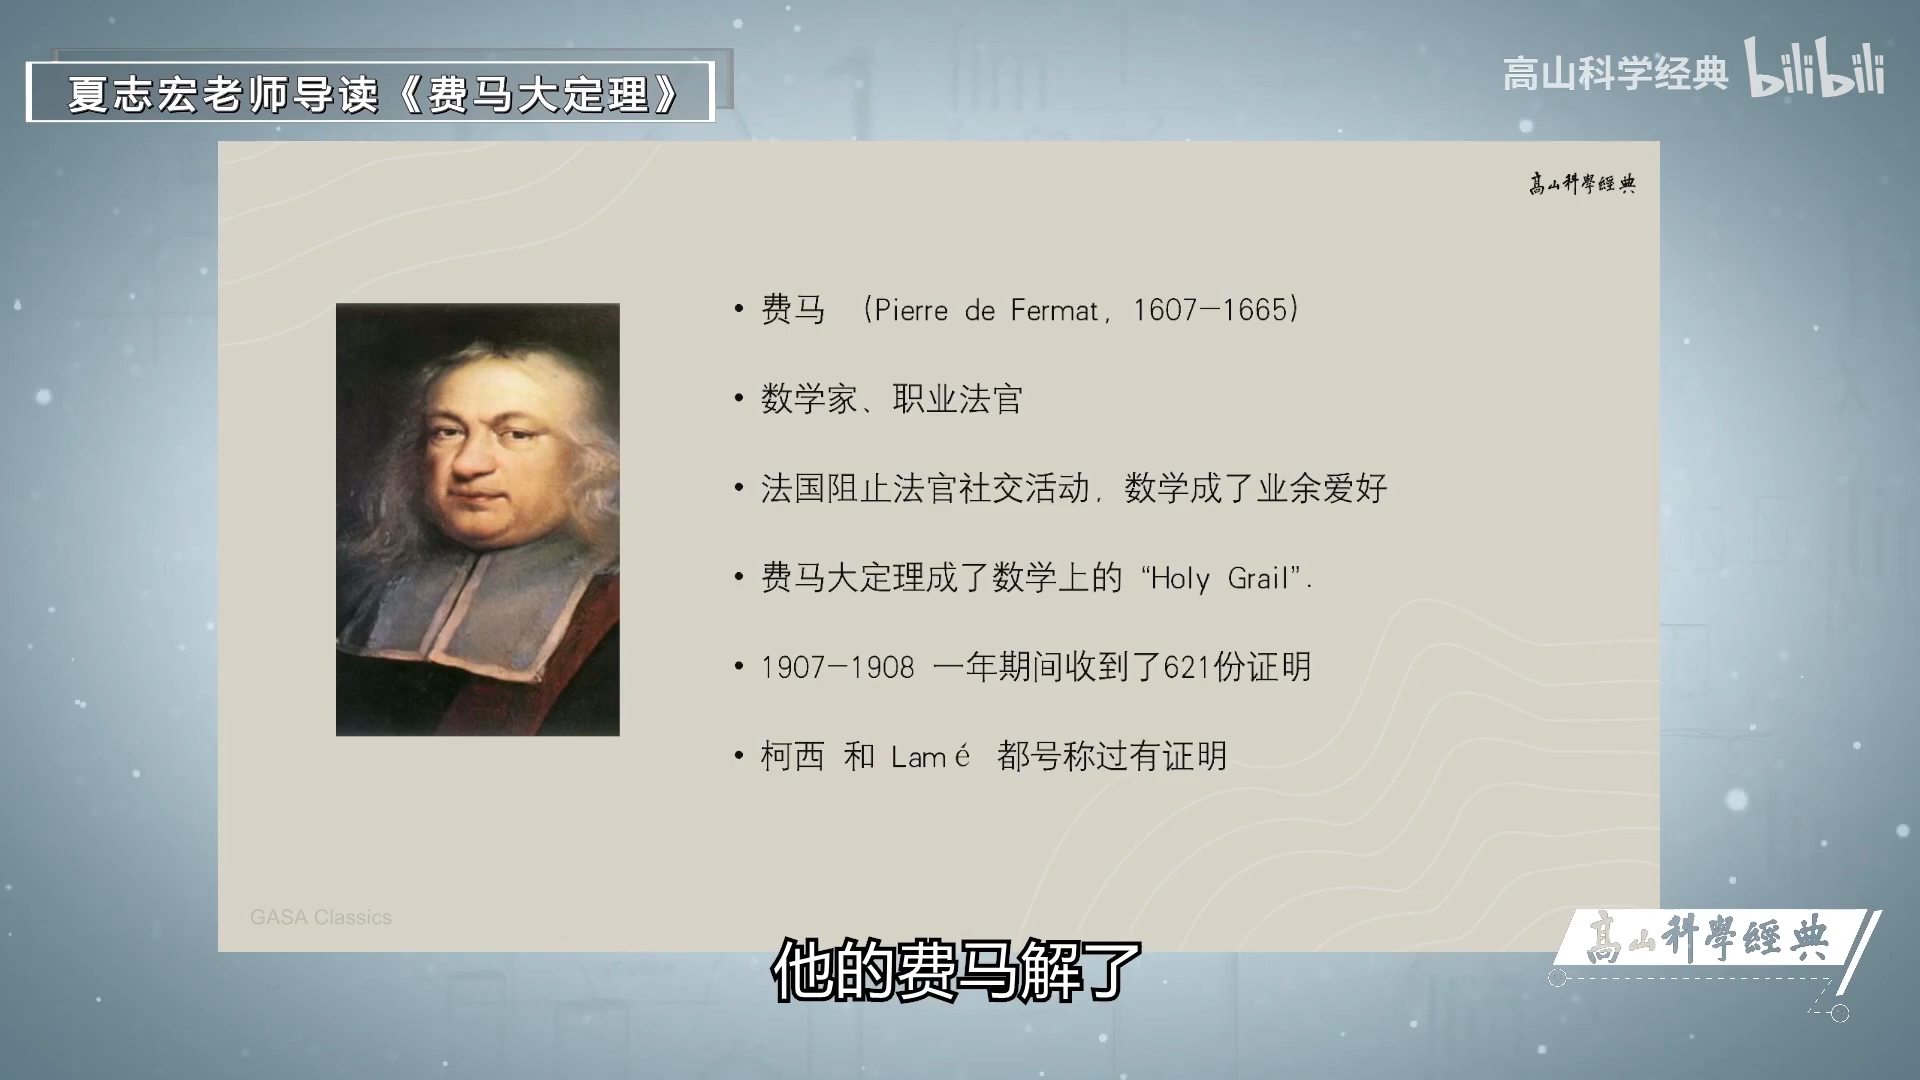 夏志宏老师导读《费马大定理》
高山科学经典 bilibili
高山科學經典
• 费马 （Pierre de Fermat, 1607-1665）
• 数学家、职业法官
• 法国阻止法官社交活动, 数学成了业余爱好
• 费马大定理成了数学上的 “Holy Grail”.
• 1907-1908 一年期间收到了621份证明
• 柯西 和 Lamé 都号称过有证明
GASA Classics
高山科學經典
他的费马解了